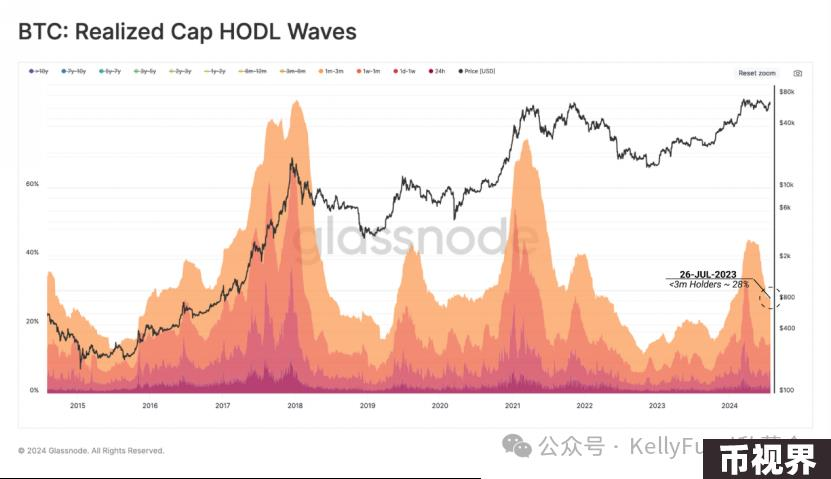 BTC: Realized Cap HODL Waves
>10y 7y-10y 5y-7y 3y-5y 2y-3y 1y-2y 6m-12m 3m-6m 1m-3m 1w-1m 1d-1w 24h Price [USD]
Reset zoom
$80k
$40k
60%
$10k
$6k
glassnode
40%
$2k
26-JUL-2023
<3m Holders ~ 28%
$800
20%
$400
0%
$100
2015 2016 2017 2018 2019 2020 2021 2022 2023 2024
© 2024 Glassnode. All Rights Reserved.
公众号 · KellyFu
币视界